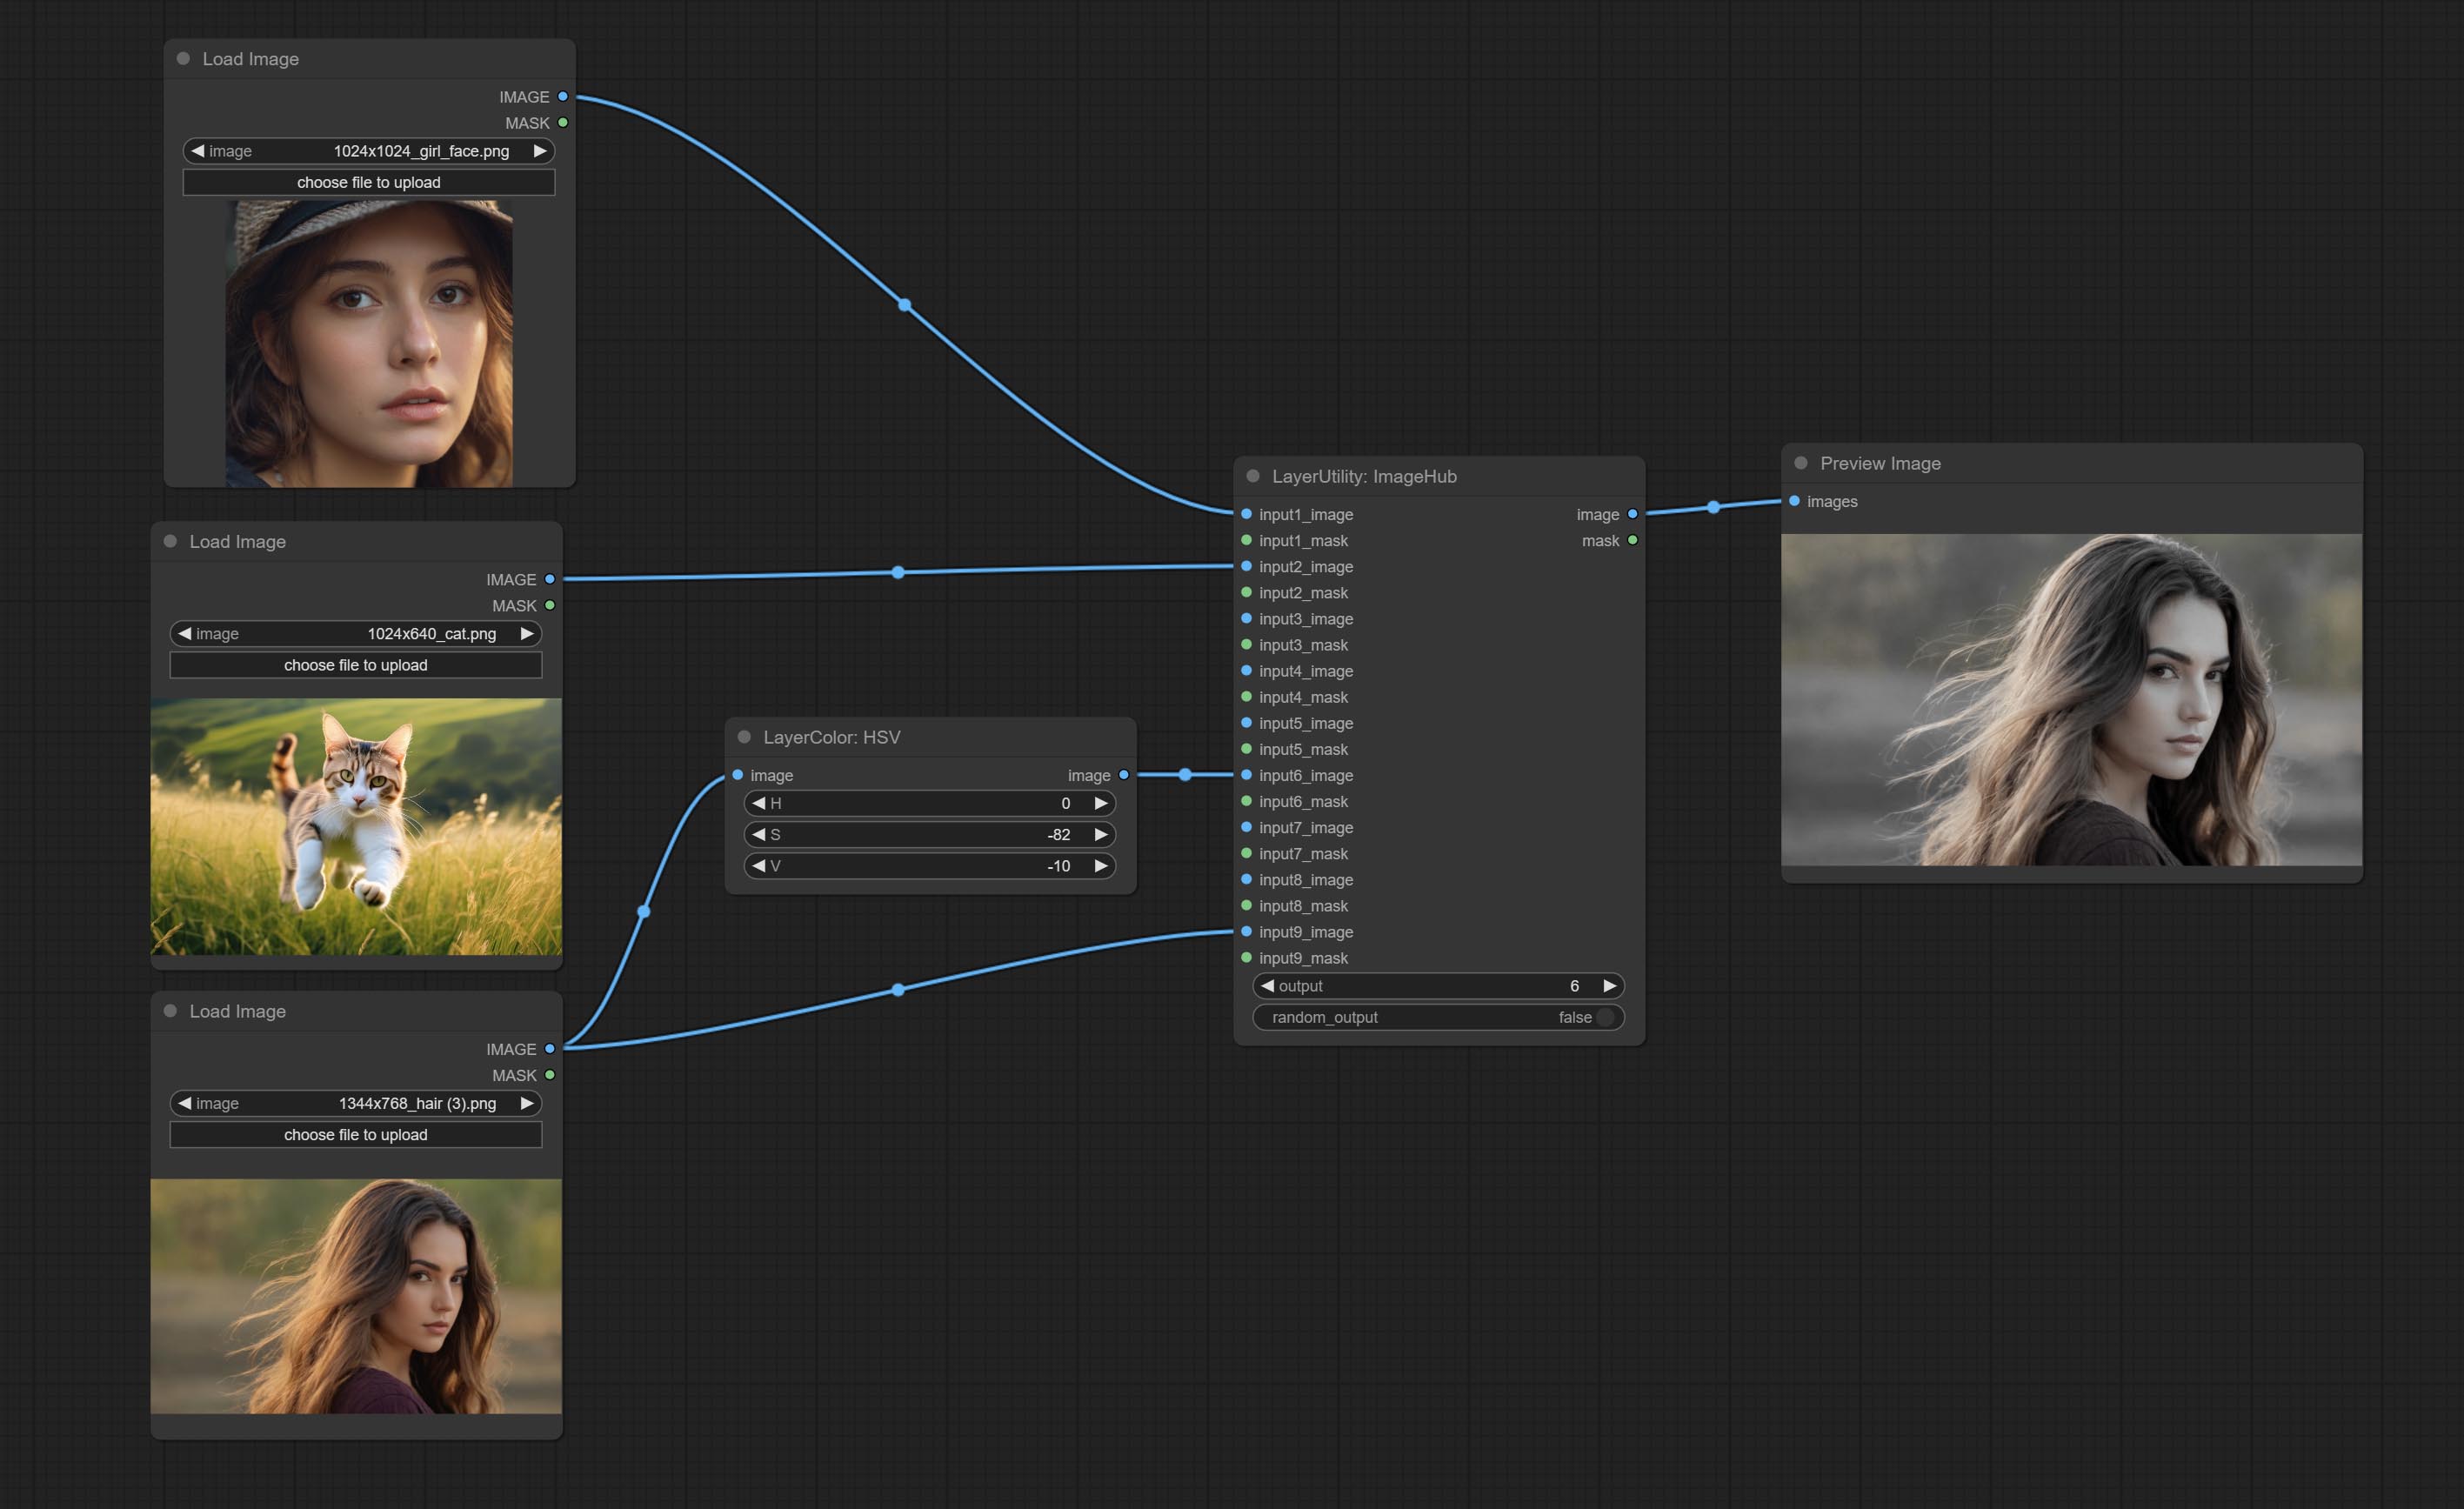 Load Image
IMAGE
MASK
image 1024x1024_girl_face.png
choose file to upload
Load Image
IMAGE
MASK
image 1024x640_cat.png
choose file to upload
Load Image
IMAGE
MASK
image 1344x768_hair (3).png
choose file to upload
LayerColor: HSV
image image
H 0
S -82
V -10
LayerUtility: ImageHub
input1_image image
input1_mask mask
input2_image
input2_mask
input3_image
input3_mask
input4_image
input4_mask
input5_image
input5_mask
input6_image
input6_mask
input7_image
input7_mask
input8_image
input8_mask
input9_image
input9_mask
output 6
random_output false
Preview Image
images